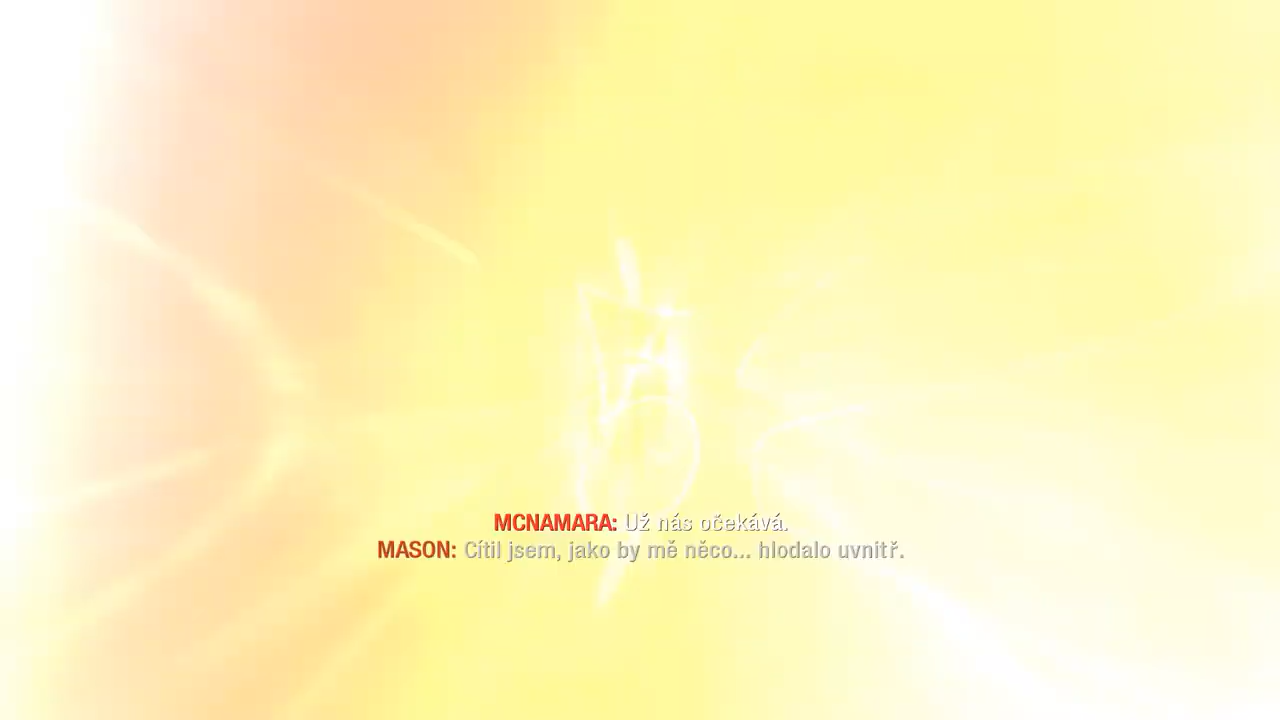 MCNAMARA: Už nás očekává.
MASON: Cítil jsem, jako by mě něco... hlodalo uvnitř.